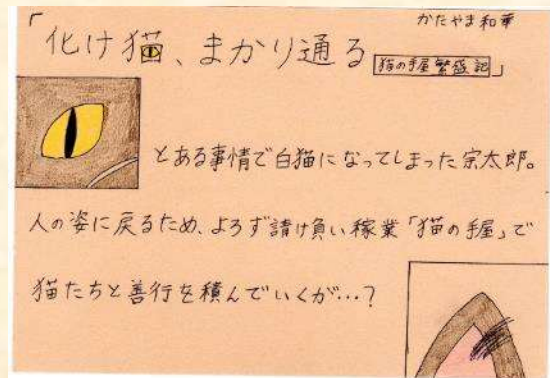 かたやま和華
「化け猫、まかり通る 猫の手屋繁盛記」
とある事情で白猫になってしまった宗太郎。
人の姿に戻るため、よろず請け負い稼業「猫の手屋」で
猫たちと善行を積んでいくが…?